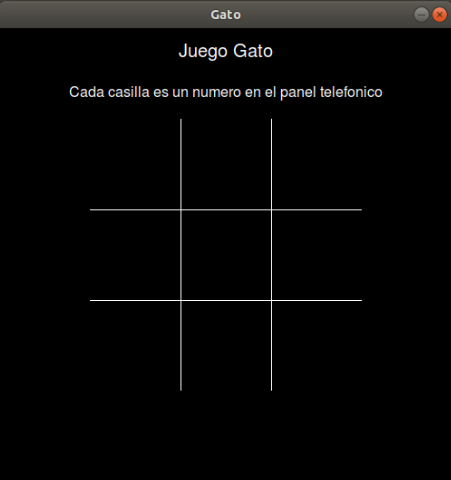 Gato
Juego Gato
Cada casilla es un numero en el panel telefonico